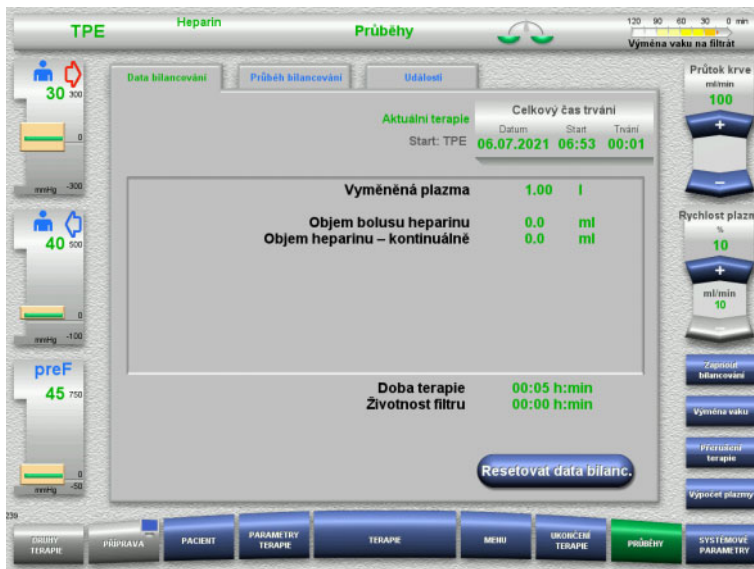 TPE
Heparin
Průběhy
120 90 60 30 0 min
Výměna vaku na filtrát
30 300
0
mmHg -300
40 500
0
mmHg -100
preF
45 750
0
mmHg -50
Data bilancování
Průběh bilancování
Události
Aktuální terapie
Start: TPE
Celkový čas trvání
Datum Start Trvání
06.07.2021 06:53 00:01
Vyměněná plazma 1.00 l
Objem bolusu heparinu 0.0 ml
Objem heparinu – kontinuálně 0.0 ml
Doba terapie 00:05 h:min
Životnost filtru 00:00 h:min
Resetovat data bilanc.
Průtok krve
ml/min
100
+
–
Rychlost plazm
%
10
+
ml/min
10
–
Zapnout
bilancování
Výměna vaku
Přerušení
terapie
Výpočet plazmy
239
DRUHY
TERAPIE
PŘÍPRAVA
PACIENT
PARAMETRY
TERAPIE
TERAPIE
MENU
UKONČENÍ
TERAPIE
PRŮBĚHY
SYSTÉMOVÉ
PARAMETRY